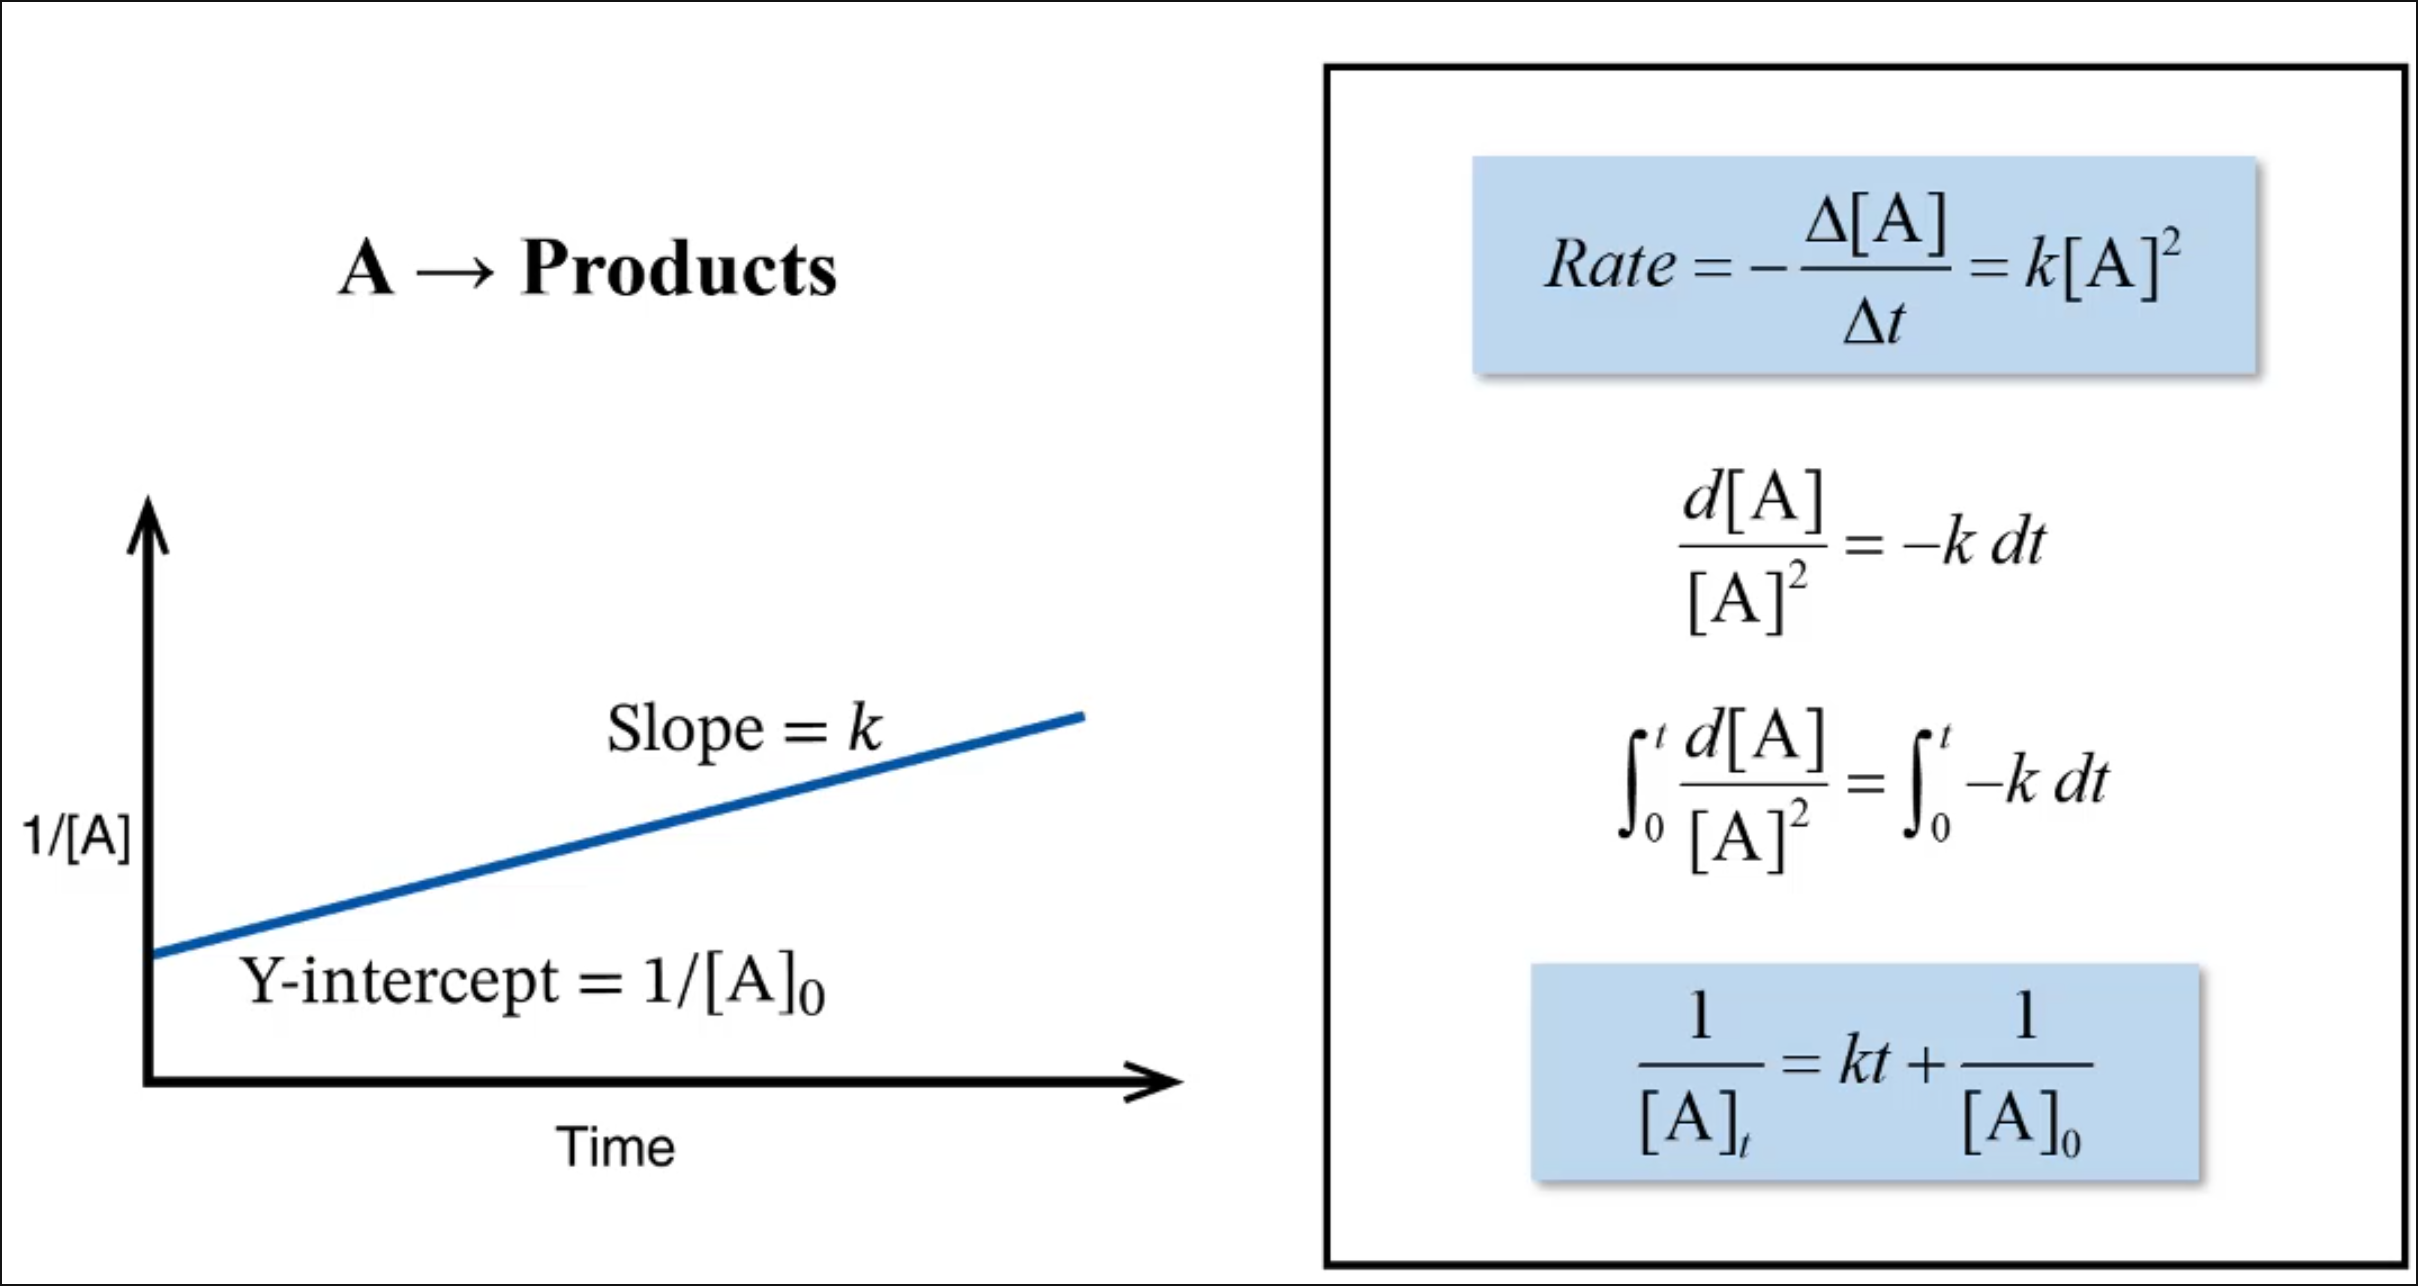 A → Products
Slope = k
1/[A]
Y-intercept = 1/[A]₀
Time
Rate = −Δ[A]/Δt = k[A]²
d[A]/[A]² = −k dt
∫₀ᵗ d[A]/[A]² = ∫₀ᵗ −k dt
1/[A]ₜ = kt + 1/[A]₀